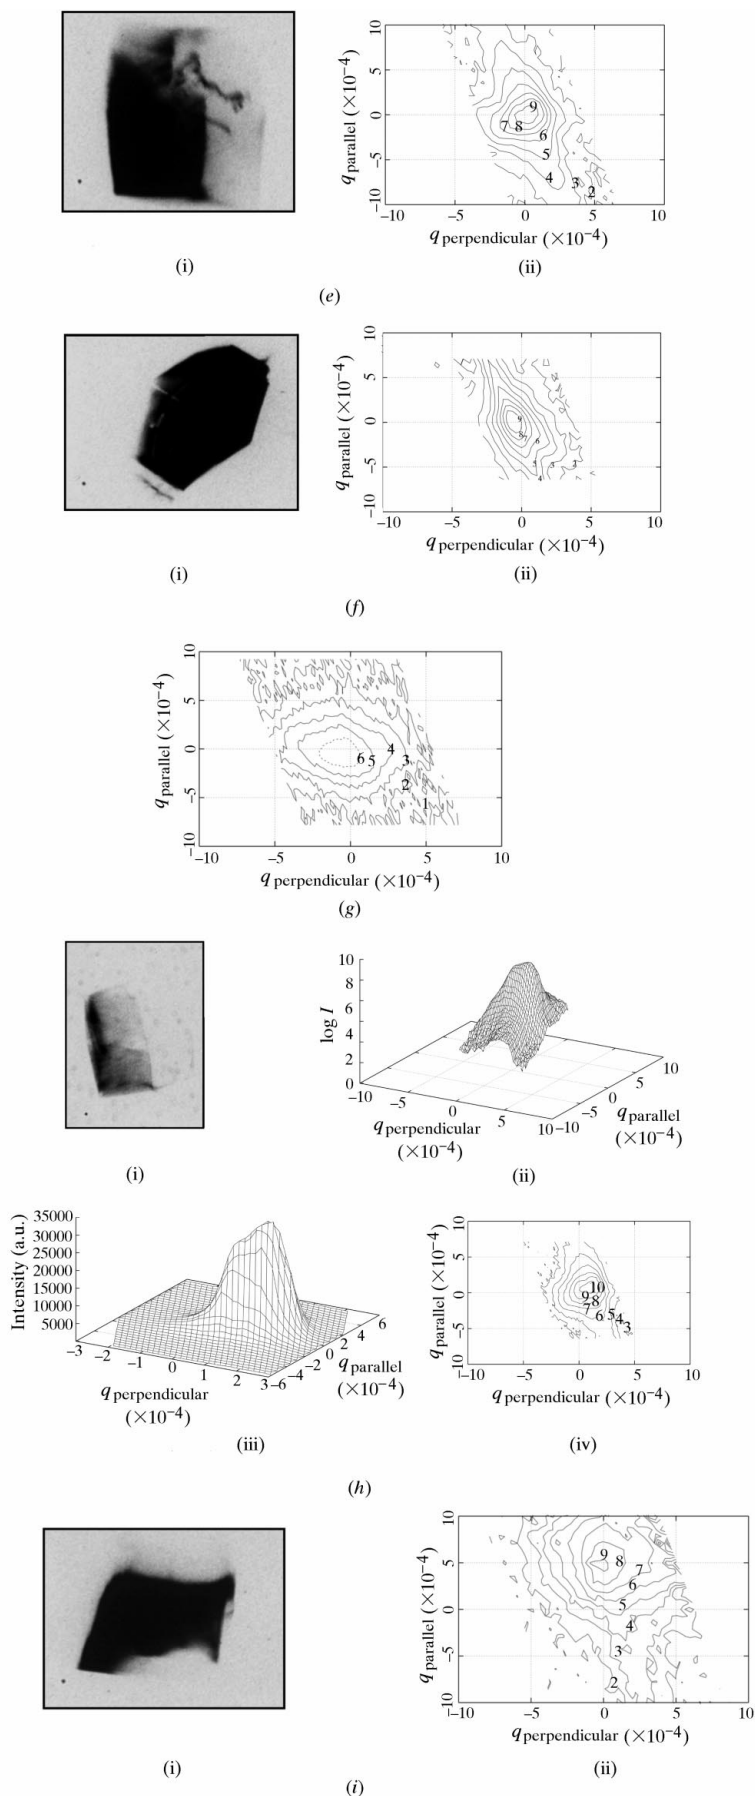 10
5
0
−5
−10
q parallel (×10−4)
9
7 8
6
5
4
3
2
−10 −5 0 5 10
q perpendicular (×10−4)
(i)
(ii)
(e)
10
5
0
−5
−10
q parallel (×10−4)
9
8
7
6
5 3 4
4
−10 −5 0 5 10
q perpendicular (×10−4)
(i)
(ii)
(f)
10
5
0
−5
−10
q parallel (×10−4)
4
6 5 3
2
1
−10 −5 0 5 10
q perpendicular (×10−4)
(g)
10
8
6
4
2
0
log I
−10 −5 0 5 10
q perpendicular
(×10−4)
−10 −5 0 5 10
q parallel
(×10−4)
(i)
(ii)
35000
30000
25000
20000
15000
10000
5000
Intensity (a.u.)
−3 −2 −1 0 1 2 3
q perpendicular
(×10−4)
−6 −4 −2 0 2 4 6
q parallel
(×10−4)
(iii)
10
5
0
−5
−10
q parallel (×10−4)
10
9 8
7 6 5 4
3
−10 −5 0 5 10
q perpendicular (×10−4)
(iv)
(h)
10
5
0
−5
−10
q parallel (×10−4)
9 8 7
6
5
4
3
2
−10 −5 0 5 10
q perpendicular (×10−4)
(i)
(ii)
(i)